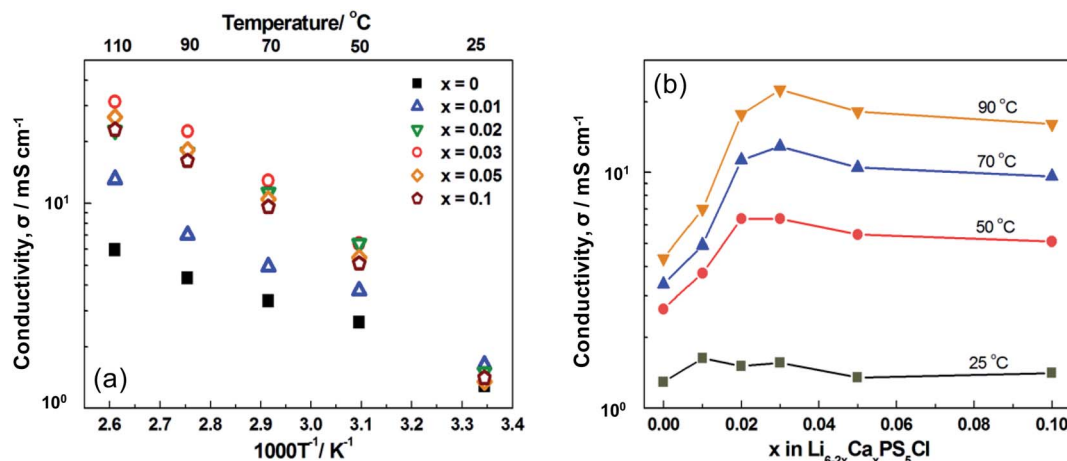 Temperature/ °C
110 90 70 50 25
Conductivity, σ / mS cm⁻¹
10¹
10⁰
x = 0
x = 0.01
x = 0.02
x = 0.03
x = 0.05
x = 0.1
(a)
2.6 2.7 2.8 2.9 3.0 3.1 3.2 3.3 3.4
1000T⁻¹/ K⁻¹
(b)
Conductivity, σ / mS cm⁻¹
10¹
10⁰
90 °C
70 °C
50 °C
25 °C
0.00 0.02 0.04 0.06 0.08 0.10
x in Li₆₋₂ₓCaₓPS₅Cl